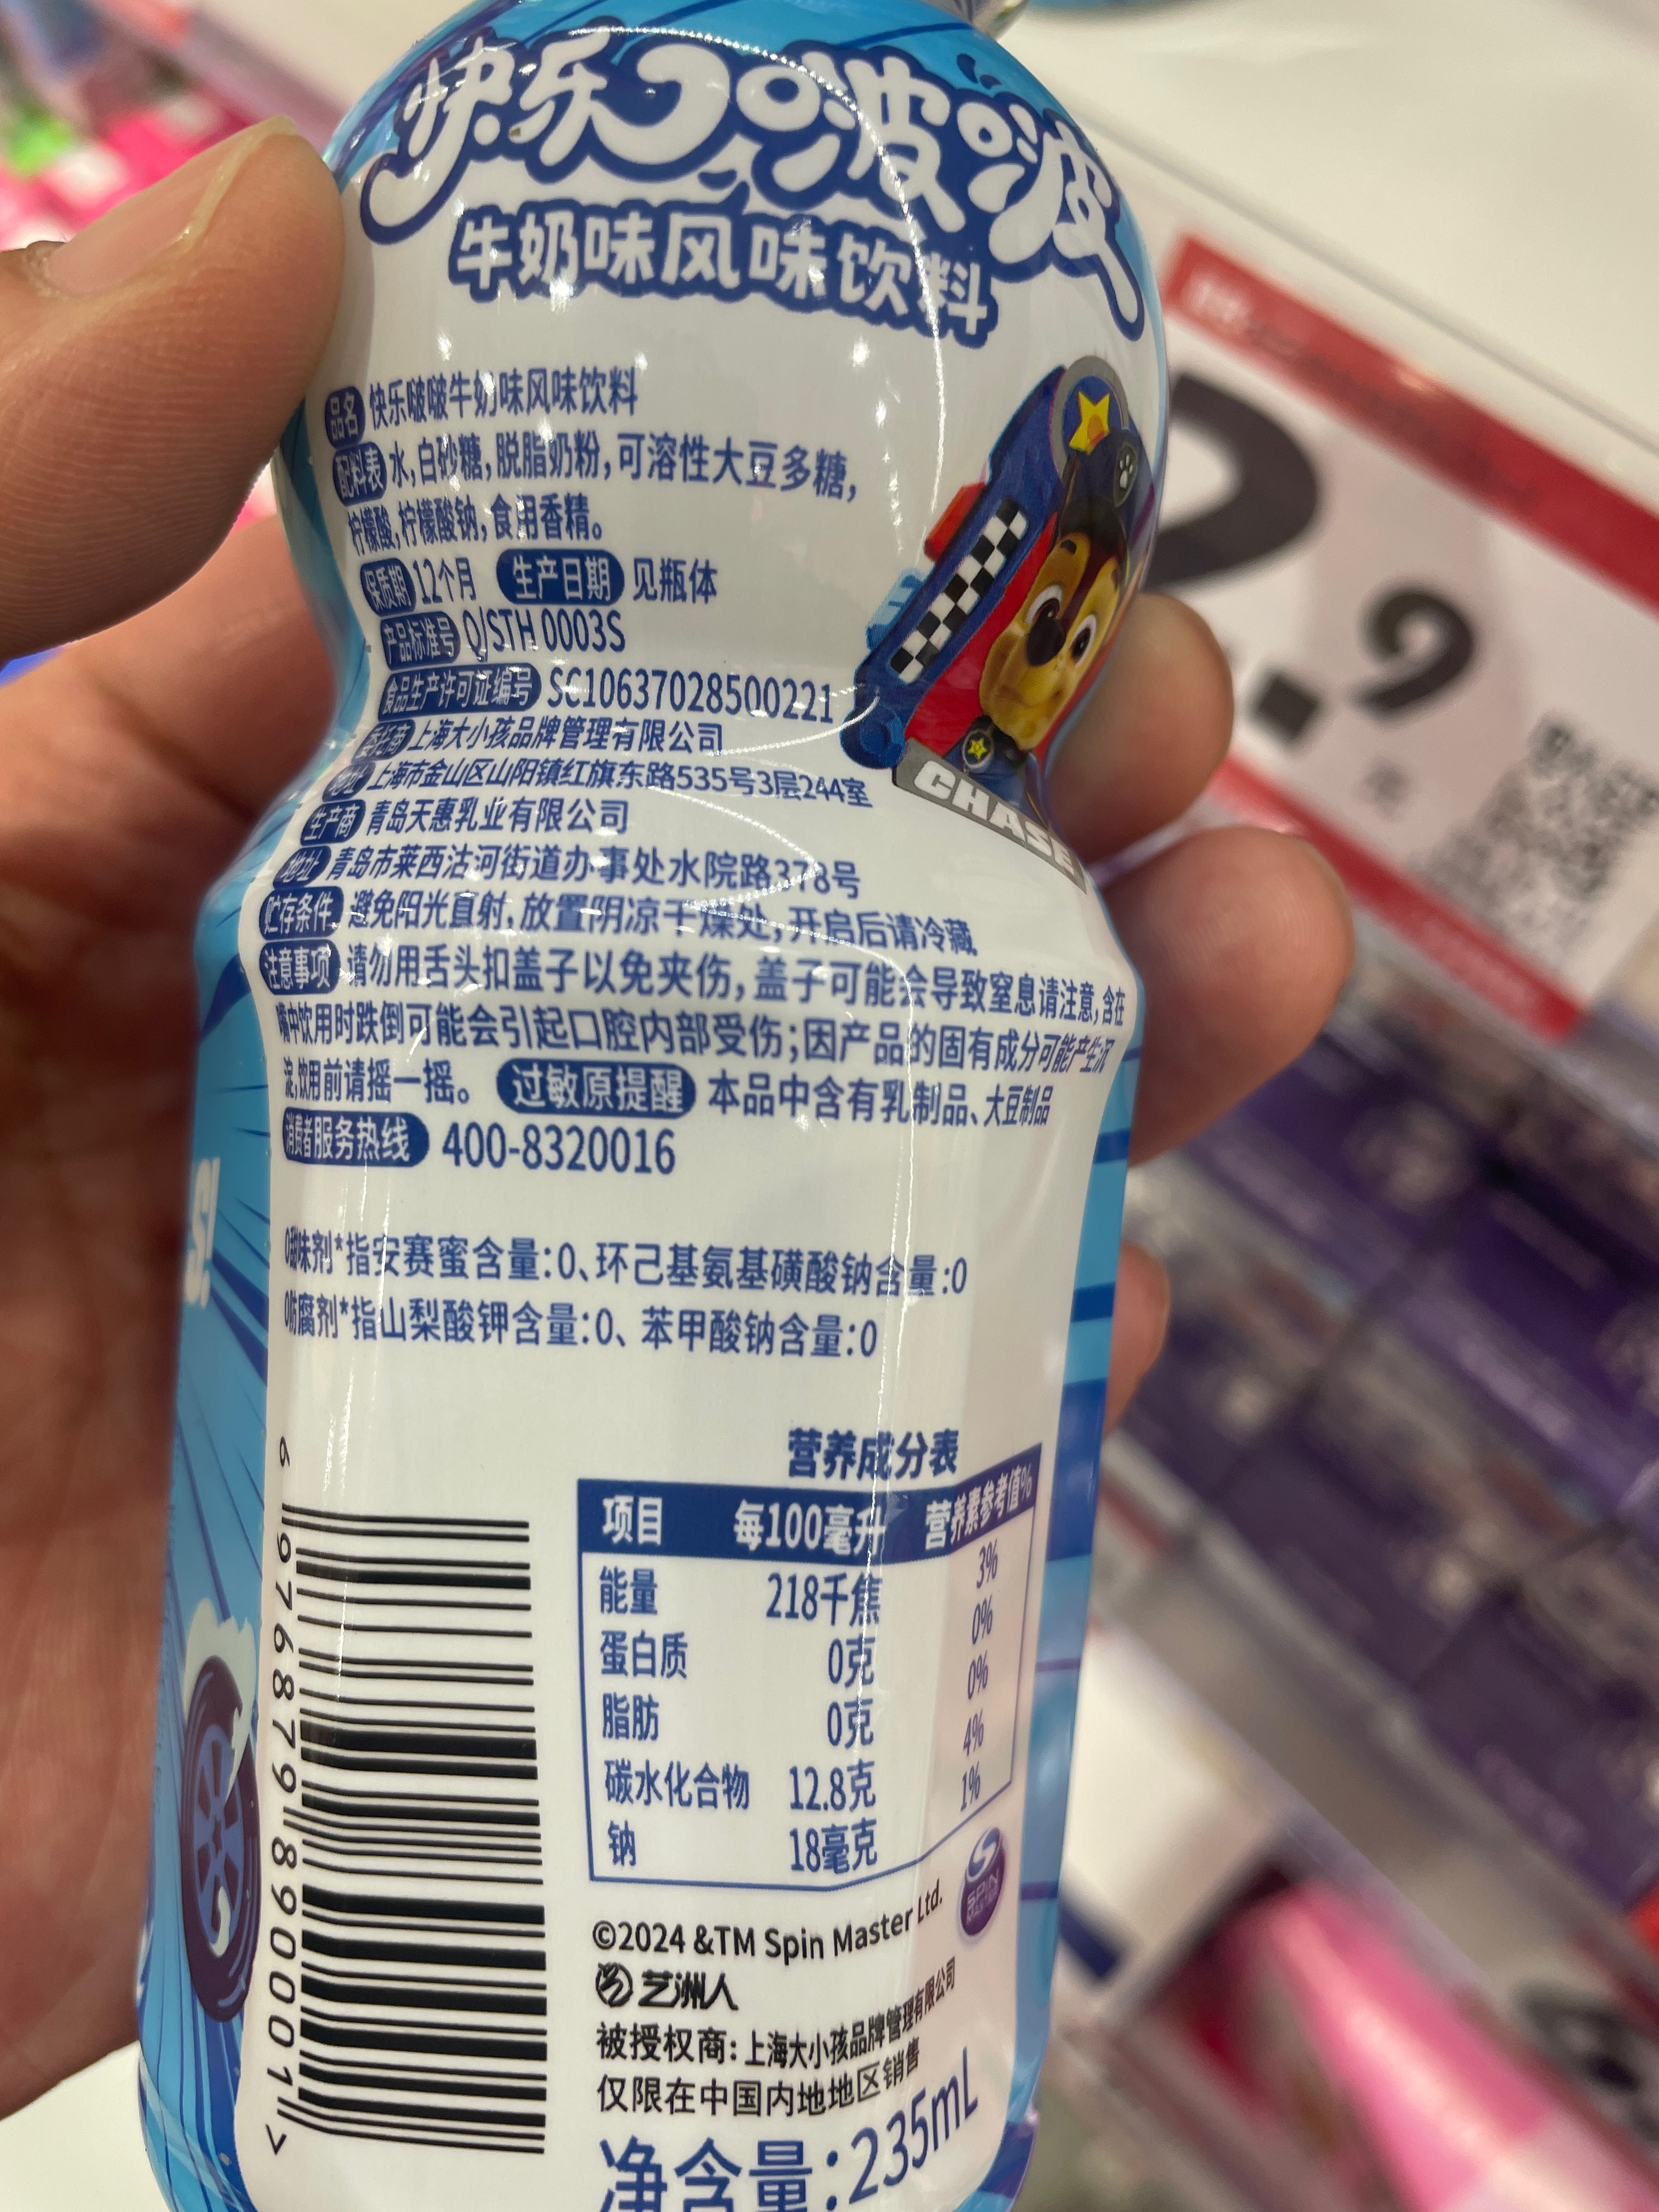 快乐啵啵
牛奶味风味饮料
品名 快乐啵啵牛奶味风味饮料
配料表 水,白砂糖,脱脂奶粉,可溶性大豆多糖,
柠檬酸,柠檬酸钠,食用香精。
保质期 12个月 生产日期 见瓶体
产品标准号 Q/STH 0003S
食品生产许可证编号 SC10637028500221
委托商 上海大小孩品牌管理有限公司
地址 上海市金山区山阳镇红旗东路535号3层244室
生产商 青岛天惠乳业有限公司
地址 青岛市莱西沽河街道办事处水院路378号
贮存条件 避免阳光直射,放置阴凉干燥处,开启后请冷藏
注意事项 请勿用舌头扣盖子以免夹伤,盖子可能会导致窒息请注意,含在
嘴中饮用时跌倒可能会引起口腔内部受伤;因产品的固有成分可能产生沉
淀,饮用前请摇一摇。 过敏原提醒 本品中含有乳制品、大豆制品
消费者服务热线 400-8320016
0甜味剂*指安赛蜜含量:0、环己基氨基磺酸钠含量:0
0防腐剂*指山梨酸钾含量:0、苯甲酸钠含量:0
CHASE
营养成分表
项目 每100毫升 营养素参考值%
能量 218千焦 3%
蛋白质 0克 0%
脂肪 0克 0%
碳水化合物 12.8克 4%
钠 18毫克 1%
6 976879 890001 >
©2024 &TM Spin Master Ltd.
艺洲人
被授权商:上海大小孩品牌管理有限公司
仅限在中国内地地区销售
净含量:235mL
S!
.9
元